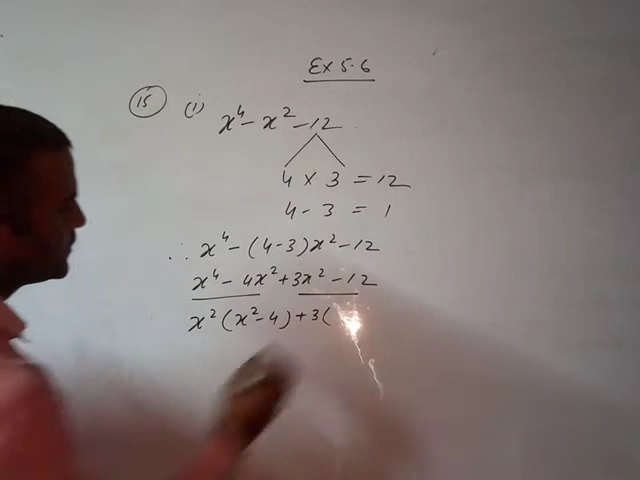 Ex 5.6
15 (i) x⁴ - x² - 12
4 × 3 = 12
4 - 3 = 1
∴ x⁴ - (4-3)x² - 12
x⁴ - 4x² + 3x² - 12
x² (x² - 4) + 3(